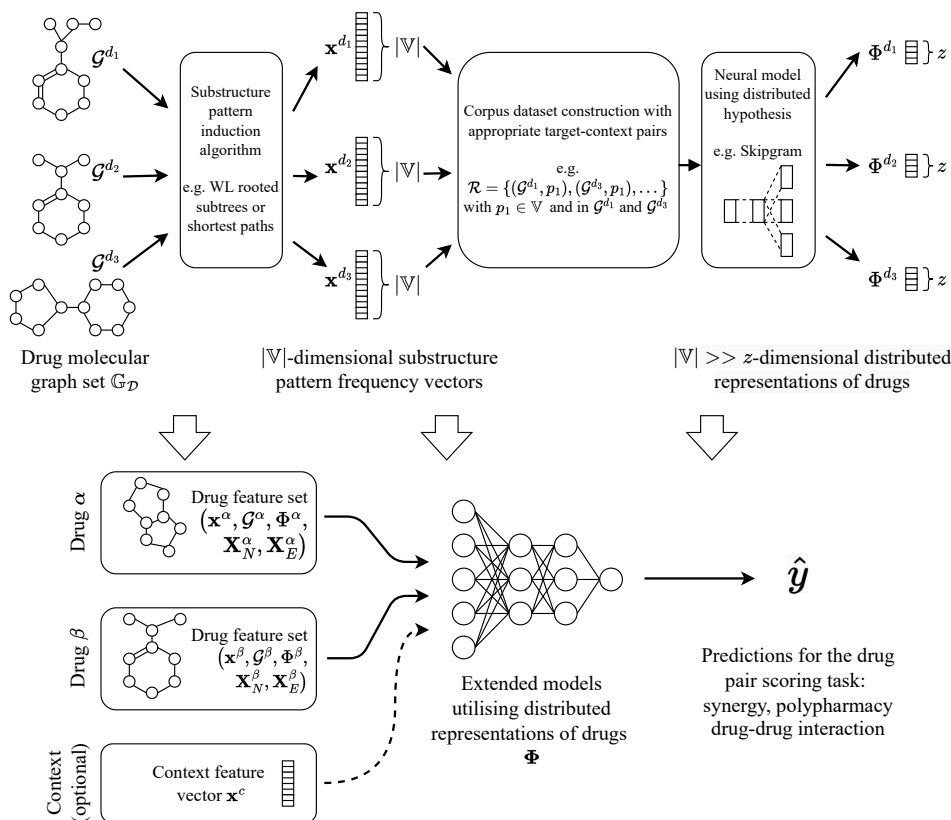 𝓖^{d_1}
𝓖^{d_2}
𝓖^{d_3}
Drug molecular
graph set 𝔾_𝒟
Substructure
pattern
induction
algorithm
e.g. WL rooted
subtrees or
shortest paths
𝐱^{d_1} |𝕍|
𝐱^{d_2} |𝕍|
𝐱^{d_3} |𝕍|
|𝕍|-dimensional substructure
pattern frequency vectors
Corpus dataset construction with
appropriate target-context pairs
e.g.
𝓡 = {(𝓖^{d_1}, p_1), (𝓖^{d_3}, p_1), . . . }
with p_1 ∈ 𝕍 and in 𝓖^{d_1} and 𝓖^{d_3}
Neural model
using distributed
hypothesis
e.g. Skipgram
𝚽^{d_1} z
𝚽^{d_2} z
𝚽^{d_3} z
|𝕍| >> z-dimensional distributed
representations of drugs
Drug α
Drug feature set
(𝐱^α, 𝓖^α, 𝚽^α,
𝐗_N^α, 𝐗_E^α)
Drug β
Drug feature set
(𝐱^β, 𝓖^β, 𝚽^β,
𝐗_N^β, 𝐗_E^β)
Context
(optional)
Context feature
vector 𝐱^c
Extended models
utilising distributed
representations of drugs
𝚽
ŷ
Predictions for the drug
pair scoring task:
synergy, polypharmacy
drug-drug interaction